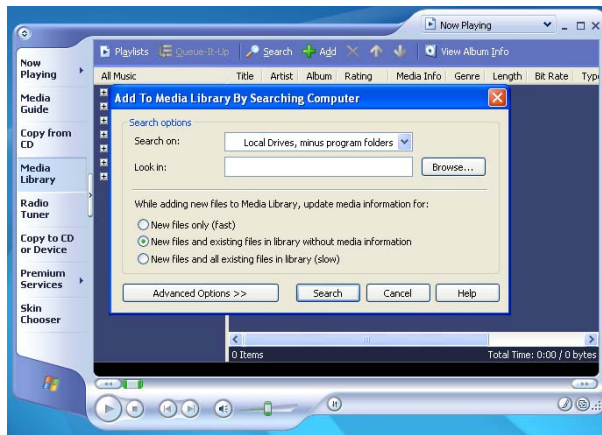 Now Playing
Playlists Queue-It-Up Search Add View Album Info
Now
Playing
Media
Guide
Copy from
CD
Media
Library
Radio
Tuner
Copy to CD
or Device
Premium
Services
Skin
Chooser
All Music Title Artist Album Rating Media Info Genre Length Bit Rate Typ
Add To Media Library By Searching Computer
Search options
Search on: Local Drives, minus program folders
Look in: Browse...
While adding new files to Media Library, update media information for:
New files only (fast)
New files and existing files in library without media information
New files and all existing files in library (slow)
Advanced Options >> Search Cancel Help
0 Items Total Time: 0:00 / 0 bytes